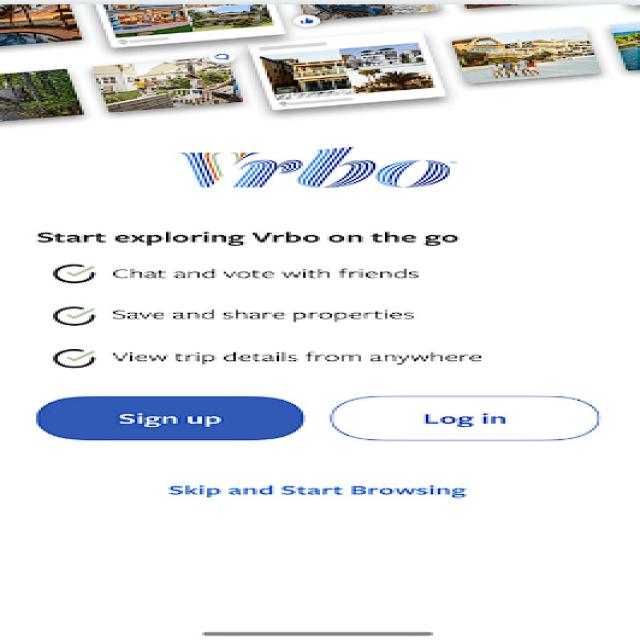 Vrbo
Start exploring Vrbo on the go
Chat and vote with friends
Save and share properties
View trip details from anywhere
Sign up
Log in
Skip and Start Browsing